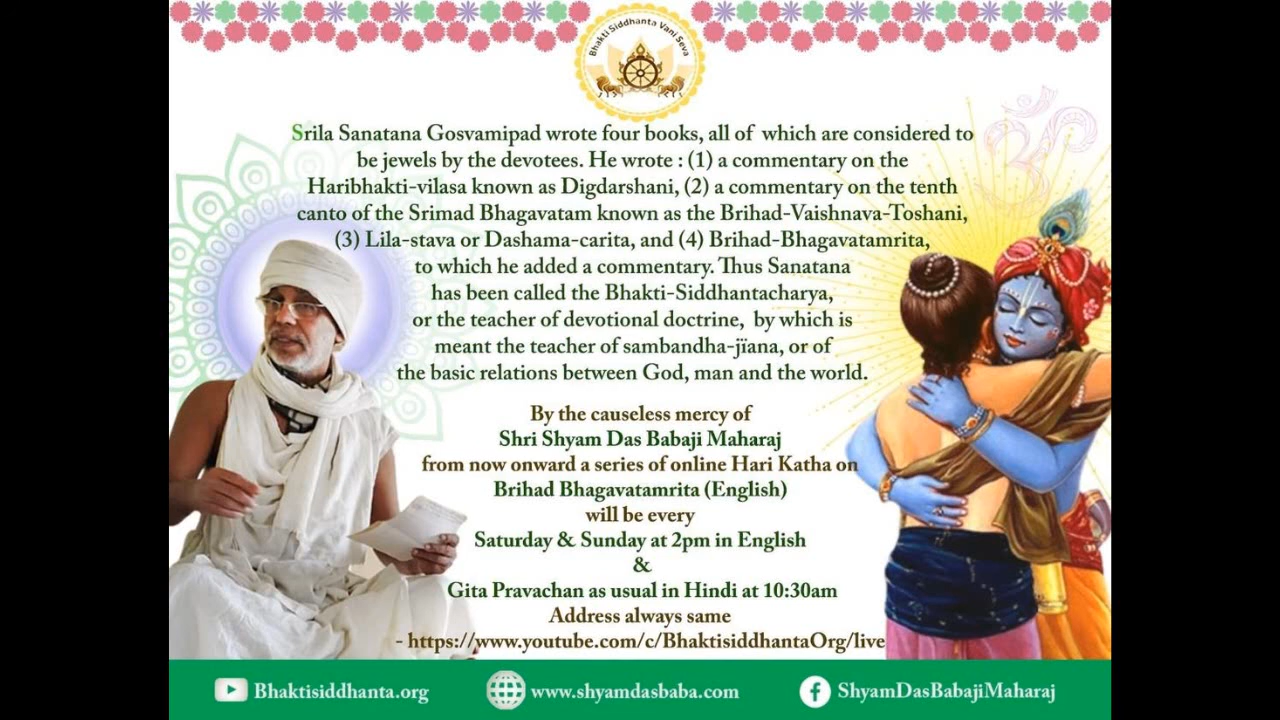 Bhakti Siddhanta Vani Seva
Srila Sanatana Gosvamipad wrote four books, all of which are considered to
be jewels by the devotees. He wrote : (1) a commentary on the
Haribhakti-vilasa known as Digdarshani, (2) a commentary on the tenth
canto of the Srimad Bhagavatam known as the Brihad-Vaishnava-Toshani,
(3) Lila-stava or Dashama-carita, and (4) Brihad-Bhagavatamrita,
to which he added a commentary. Thus Sanatana
has been called the Bhakti-Siddhantacharya,
or the teacher of devotional doctrine, by which is
meant the teacher of sambandha-jïana, or of
the basic relations between God, man and the world.
By the causeless mercy of
Shri Shyam Das Babaji Maharaj
from now onward a series of online Hari Katha on
Brihad Bhagavatamrita (English)
will be every
Saturday & Sunday at 2pm in English
&
Gita Pravachan as usual in Hindi at 10:30am
Address always same
- https://www.youtube.com/c/BhaktisiddhantaOrg/live
Bhaktisiddhanta.org
www.shyamdasbaba.com
ShyamDasBabajiMaharaj
ॐ